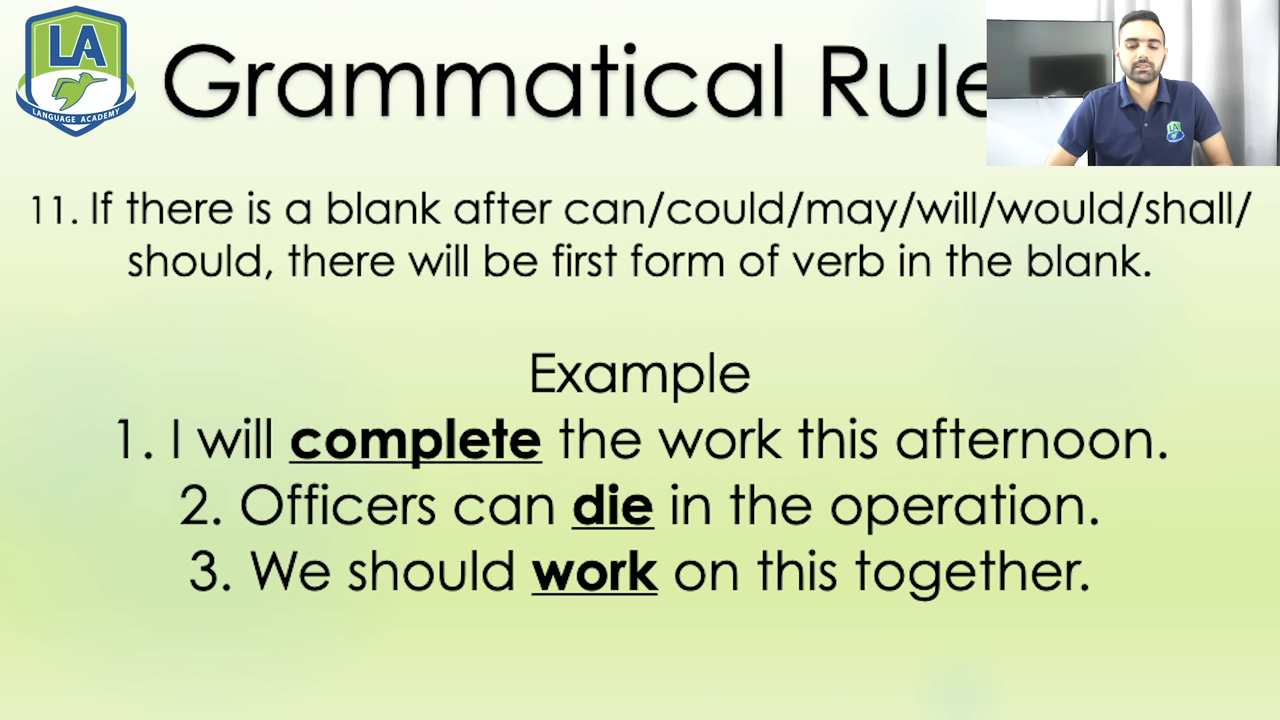 LA
LANGUAGE ACADEMY
Grammatical Rule
11. If there is a blank after can/could/may/will/would/shall/
should, there will be first form of verb in the blank.
Example
1. I will complete the work this afternoon.
2. Officers can die in the operation.
3. We should work on this together.
LA